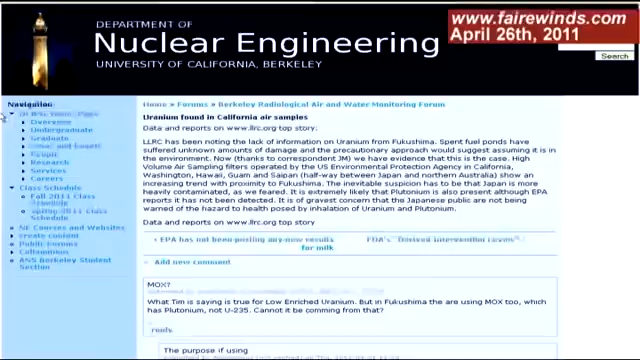 www.fairewinds.com
April 26th, 2011
DEPARTMENT OF
Nuclear Engineering
UNIVERSITY OF CALIFORNIA, BERKELEY
Search
Navigation
Overview
Undergraduate
Graduate
People
Research
Services
Careers
Class Schedule
Fall 2011 Class
Schedule
Spring 2011 Class
Schedule
NE Courses and Websites
create content
Public Forums
Colloquium
ANS Berkeley Student
Section
Home » Forums » Berkeley Radiological Air and Water Monitoring Forum
Uranium found in California air samples
Data and reports on www.llrc.org top story:
LLRC has been noting the lack of information on Uranium from Fukushima. Spent fuel ponds have
suffered unknown amounts of damage and the precautionary approach would suggest assuming it is in
the environment. Now (thanks to correspondent JM) we have evidence that this is the case. High
Volume Air Sampling filters operated by the US Environmental Protection Agency in California,
Washington, Hawaii, Guam and Saipan (half-way between Japan and northern Australia) show an
increasing trend with proximity to Fukushima. The inevitable suspicion has to be that Japan is more
heavily contaminated, as we feared. It is extremely likely that Plutonium is also present although EPA
reports it has not been detected. It is of gravest concern that the Japanese public are not being
warned of the hazard to health posed by inhalation of Uranium and Plutonium.
Data and reports on www.llrc.org top story
‹ EPA has not been posting any new results
for milk
FDA's "Derived intervention levels" ›
Add new comment
MOX?
What Tim is saying is true for Low Enriched Uranium. But in Fukushima the are using MOX too, which
has Plutonium, not U-235. Cannot it be comming from that?
reply
The purpose if using